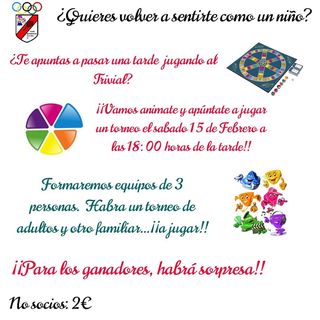 ¿Quieres volver a sentirte como un niño?
¿Te apuntas a pasar una tarde jugando al
Trivial?
¡¡Vamos animate y apúntate a jugar
un torneo el sabado 15 de Febrero a
las 18:00 horas de la tarde!!
Formaremos equipos de 3
personas. Habra un torneo de
adultos y otro familiar...¡¡a jugar!!
¡¡Para los ganadores, habrá sorpresa!!
No socios: 2€